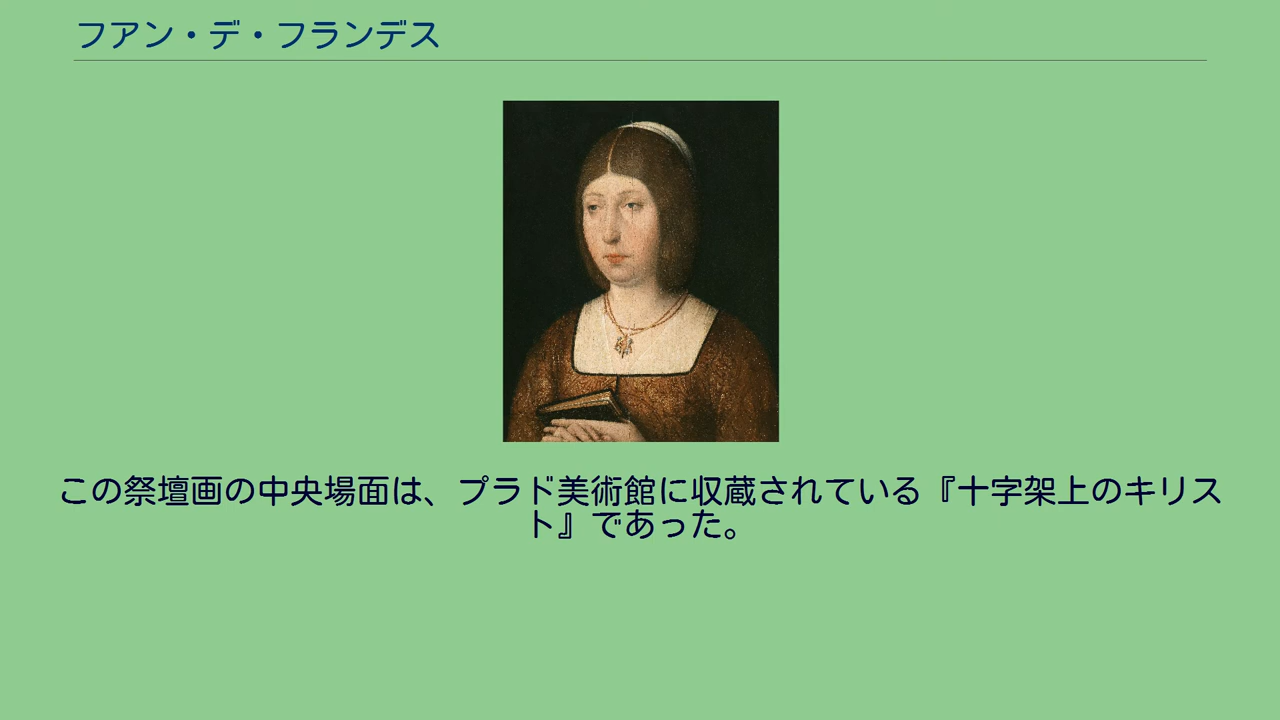 フアン・デ・フランデス
この祭壇画の中央場面は、プラド美術館に収蔵されている『十字架上のキリス
ト』であった。